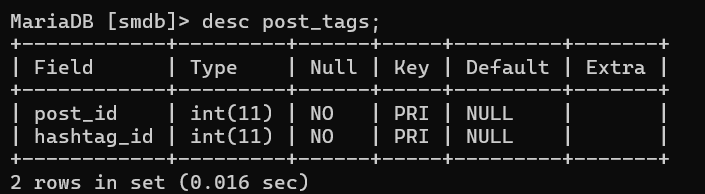 MariaDB [smdb]> desc post_tags;
+------------+---------+------+-----+---------+-------+
| Field      | Type    | Null | Key | Default | Extra |
+------------+---------+------+-----+---------+-------+
| post_id    | int(11) | NO   | PRI | NULL    |       |
| hashtag_id | int(11) | NO   | PRI | NULL    |       |
+------------+---------+------+-----+---------+-------+
2 rows in set (0.016 sec)